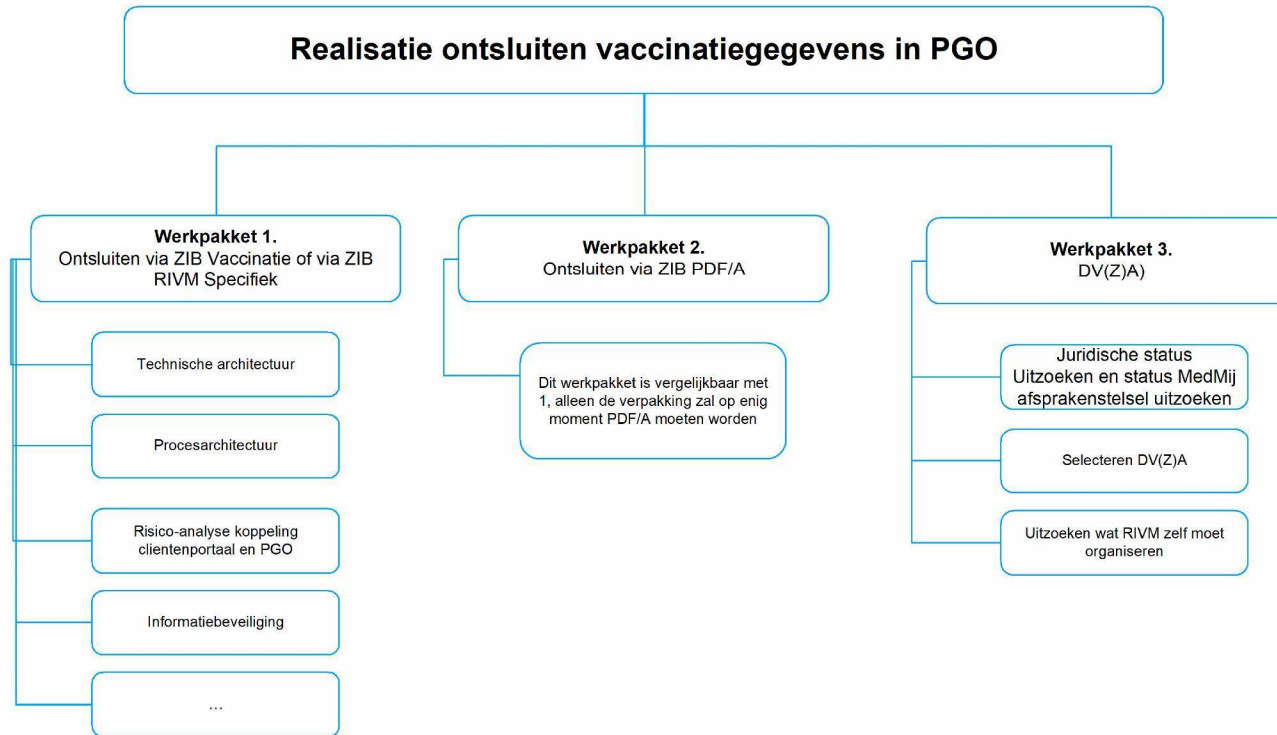 Realisatie ontsluiten vaccinatiegegevens in PGO
Werkpakket 1.
Ontsluiten via ZIB Vaccinatie of via ZIB
RIVM Specifiek
Technische architectuur
Procesarchitectuur
Risico-analyse koppeling
clientenportaal en PGO
Informatiebeveiliging
...
Werkpakket 2.
Ontsluiten via ZIB PDF/A
Dit werkpakket is vergelijkbaar met
1, alleen de verpakking zal op enig
moment PDF/A moeten worden
Werkpakket 3.
DV(Z)A)
Juridische status
Uitzoeken en status MedMij
afsprakenstelsel uitzoeken
Selecteren DV(Z)A
Uitzoeken wat RIVM zelf moet
organiseren